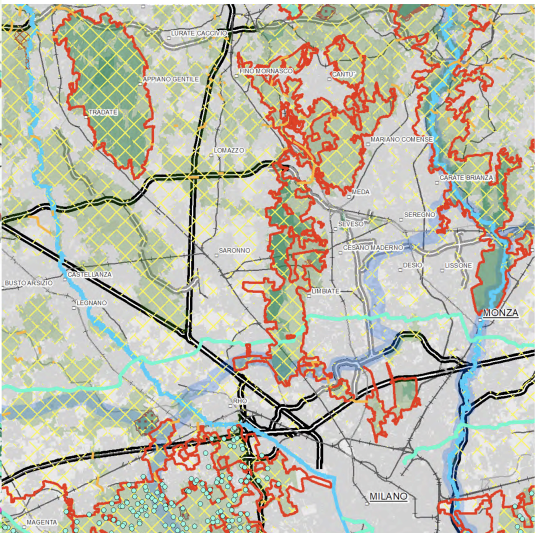 LURATE CACCIVIO
FINO MORNASCO
CANTU'
APPIANO GENTILE
TRADATE
MARIANO COMENSE
LOMAZZO
CARATE BRIANZA
MEDA
SEREGNO
SEVESO
SARONNO
CESANO MADERNO
DESIO
LISSONE
CASTELLANZA
BUSTO ARSIZIO
LIMBIATE
LEGNANO
MONZA
RHO
MILANO
MAGENTA